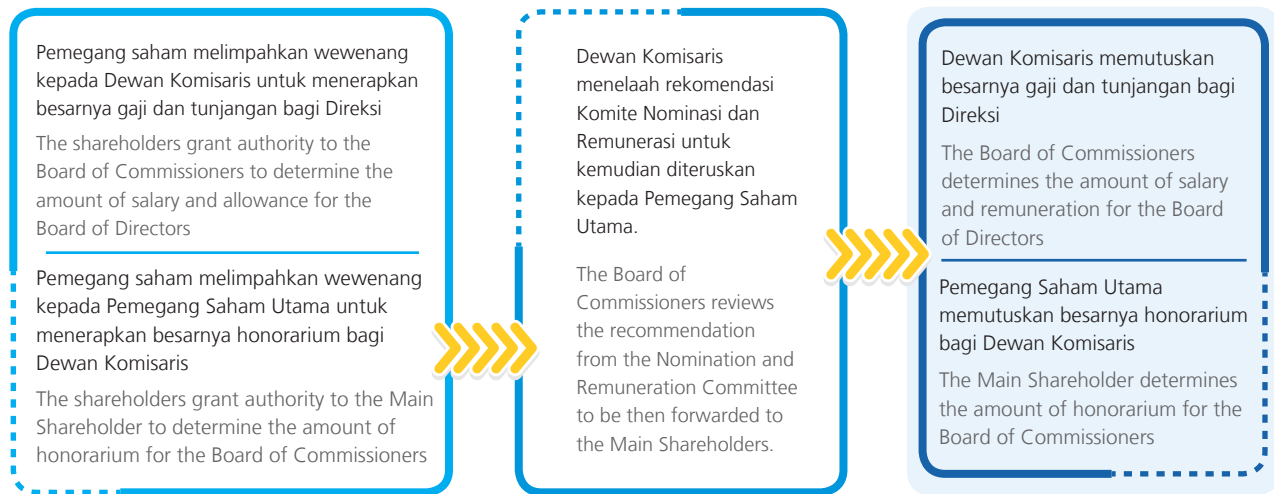 Pemegang saham melimpahkan wewenang
kepada Dewan Komisaris untuk menerapkan
besarnya gaji dan tunjangan bagi Direksi
The shareholders grant authority to the
Board of Commissioners to determine the
amount of salary and allowance for the
Board of Directors
Pemegang saham melimpahkan wewenang
kepada Pemegang Saham Utama untuk
menerapkan besarnya honorarium bagi
Dewan Komisaris
The shareholders grant authority to the Main
Shareholder to determine the amount of
honorarium for the Board of Commissioners
Dewan Komisaris
menelaah rekomendasi
Komite Nominasi dan
Remunerasi untuk
kemudian diteruskan
kepada Pemegang Saham
Utama.
The Board of
Commissioners reviews
the recommendation
from the Nomination and
Remuneration Committee
to be then forwarded to
the Main Shareholders.
Dewan Komisaris memutuskan
besarnya gaji dan tunjangan bagi
Direksi
The Board of Commissioners
determines the amount of salary
and remuneration for the Board
of Directors
Pemegang Saham Utama
memutuskan besarnya honorarium
bagi Dewan Komisaris
The Main Shareholder determines
the amount of honorarium for the
Board of Commissioners